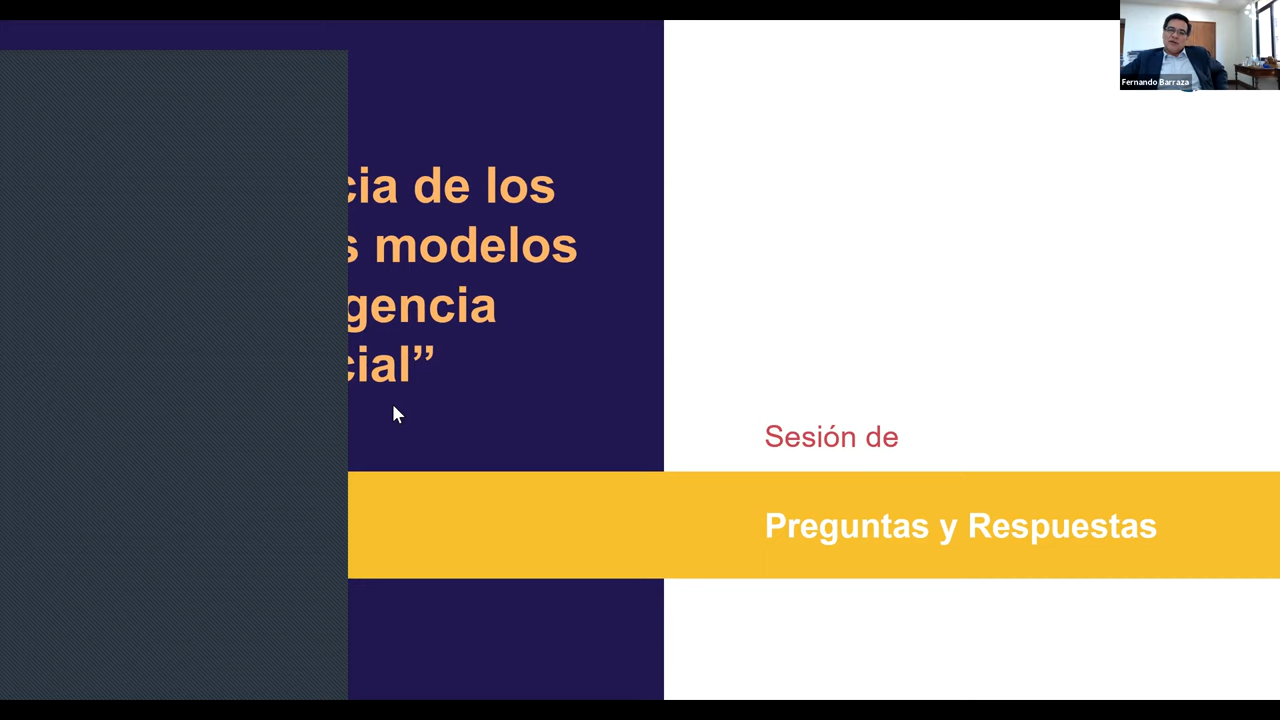 cia de los
s modelos
gencia
cial”
Sesión de
Preguntas y Respuestas
Fernando Barraza